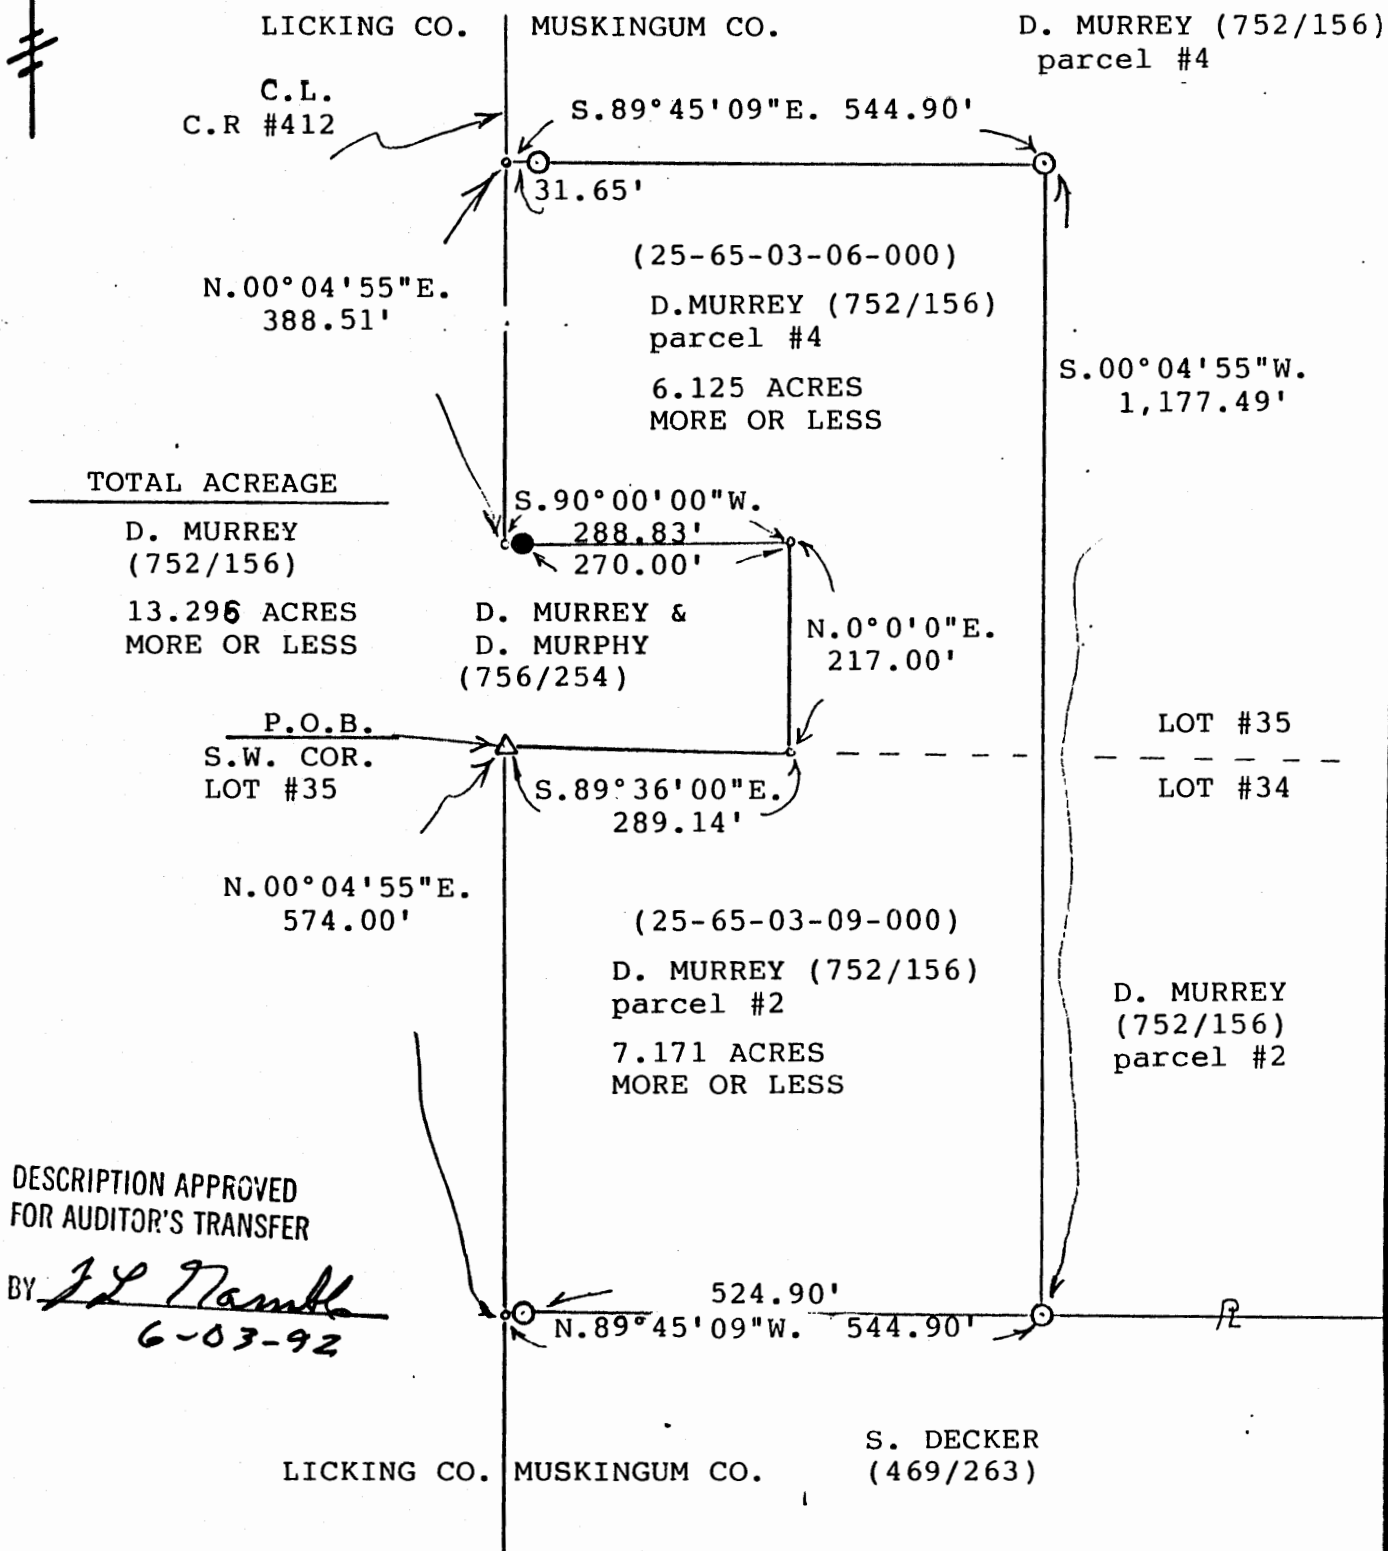 LICKING CO. MUSKINGUM CO.
D. MURREY (752/156)
parcel #4
C.L.
C.R #412
S.89°45'09"E. 544.90'
31.65'
(25-65-03-06-000)
N.00°04'55"E.
388.51'
D.MURREY (752/156)
parcel #4
6.125 ACRES
MORE OR LESS
S.00°04'55"W.
1,177.49'
TOTAL ACREAGE
D. MURREY
(752/156)
13.296 ACRES
MORE OR LESS
S.90°00'00"W.
288.83'
270.00'
D. MURREY &
D. MURPHY
(756/254)
N.0°0'0"E.
217.00'
P.O.B.
S.W. COR.
LOT #35
LOT #35
LOT #34
S.89°36'00"E.
289.14'
N.00°04'55"E.
574.00'
(25-65-03-09-000)
D. MURREY (752/156)
parcel #2
7.171 ACRES
MORE OR LESS
D. MURREY
(752/156)
parcel #2
DESCRIPTION APPROVED
FOR AUDITOR'S TRANSFER
BY
6-03-92
524.90'
N.89°45'09"W. 544.90'
S. DECKER
(469/263)
LICKING CO. MUSKINGUM CO.